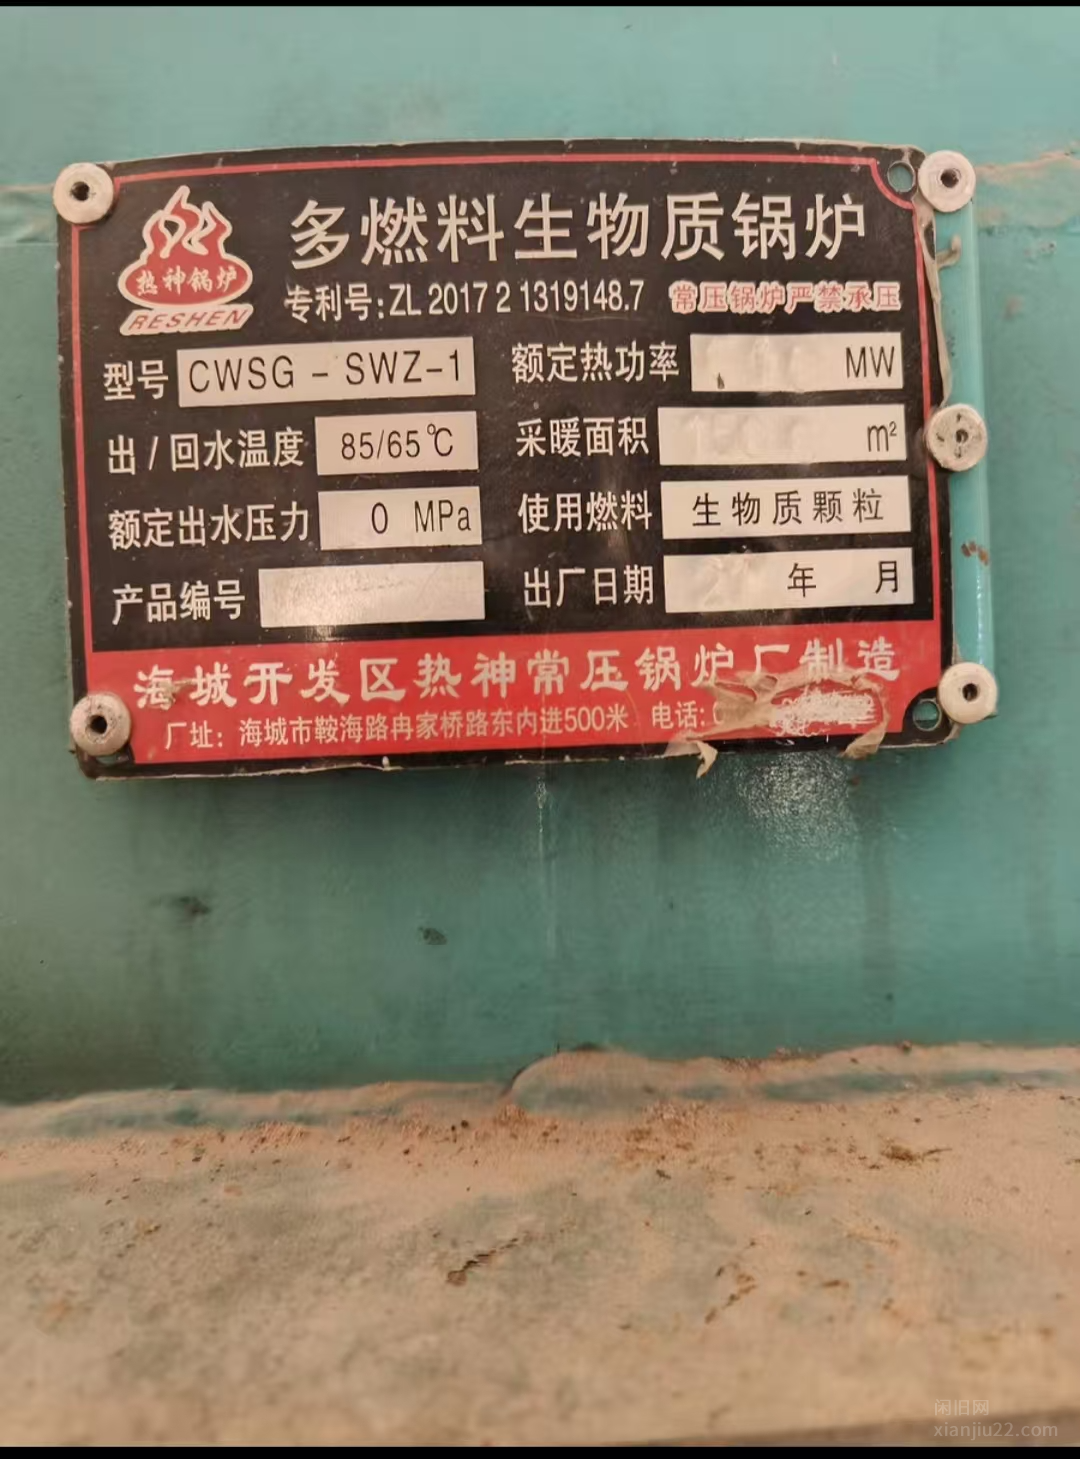 热神锅炉
RESHEN
多燃料生物质锅炉
专利号:ZL 2017 2 1319148.7 常压锅炉严禁承压
型号 CWSG - SWZ-1 额定热功率 MW
出/回水温度 85/65℃ 采暖面积 m²
额定出水压力 0 MPa 使用燃料 生物质颗粒
产品编号 出厂日期 年 月
海城开发区热神常压锅炉厂制造
厂址: 海城市鞍海路冉家桥路东内进500米 电话:
闲旧网
xianjiu22.com